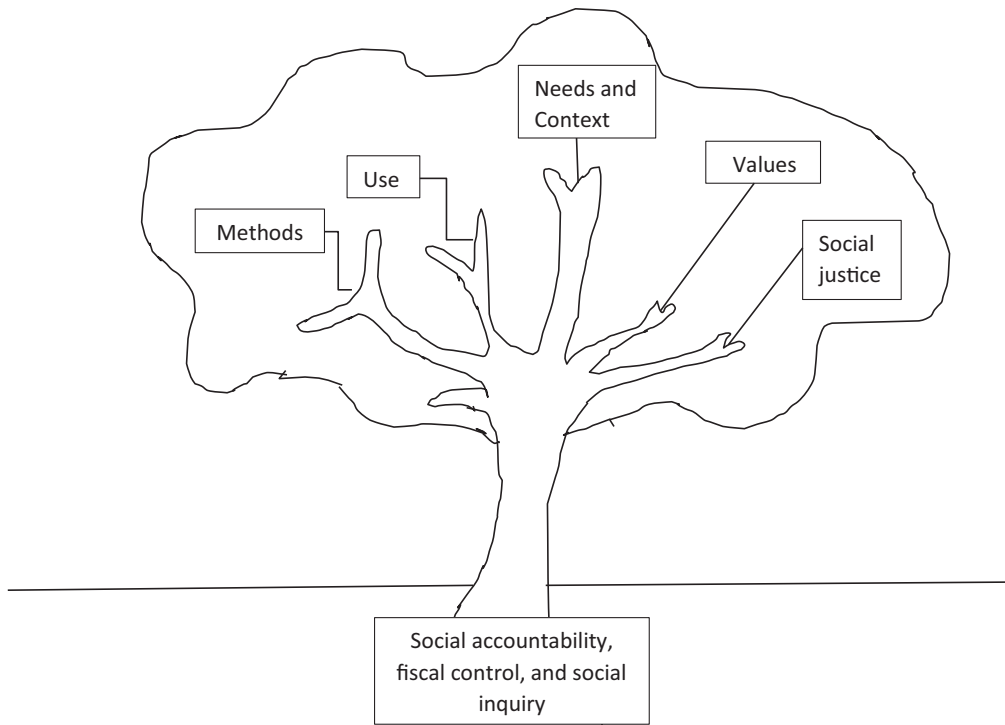 Needs and
Context
Use
Values
Methods
Social
justice
Social accountability,
fiscal control, and social
inquiry